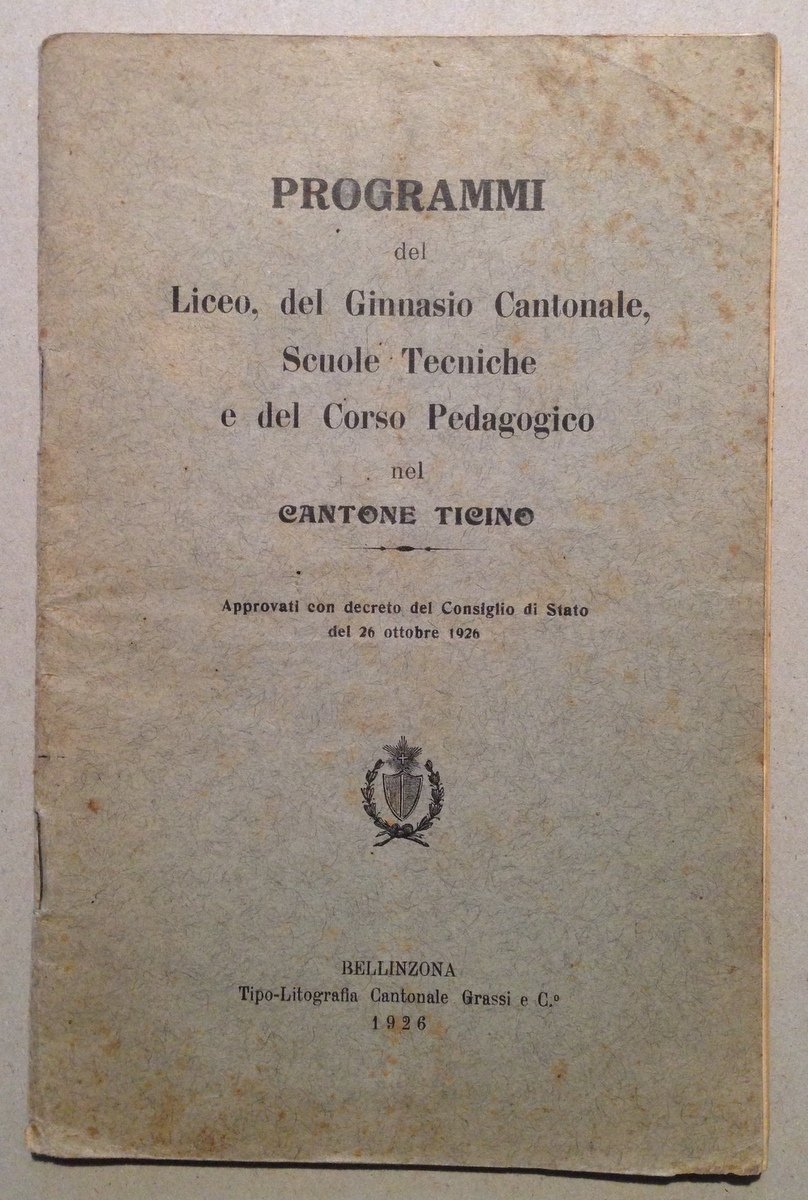 PROGRAMMI
del
Liceo, del Ginnasio Cantonale,
Scuole Tecniche
e del Corso Pedagogico
nel
CANTONE TICINO
Approvati con decreto del Consiglio di Stato
del 26 ottobre 1926
BELLINZONA
Tipo-Litografia Cantonale Grassi e C.º
1926